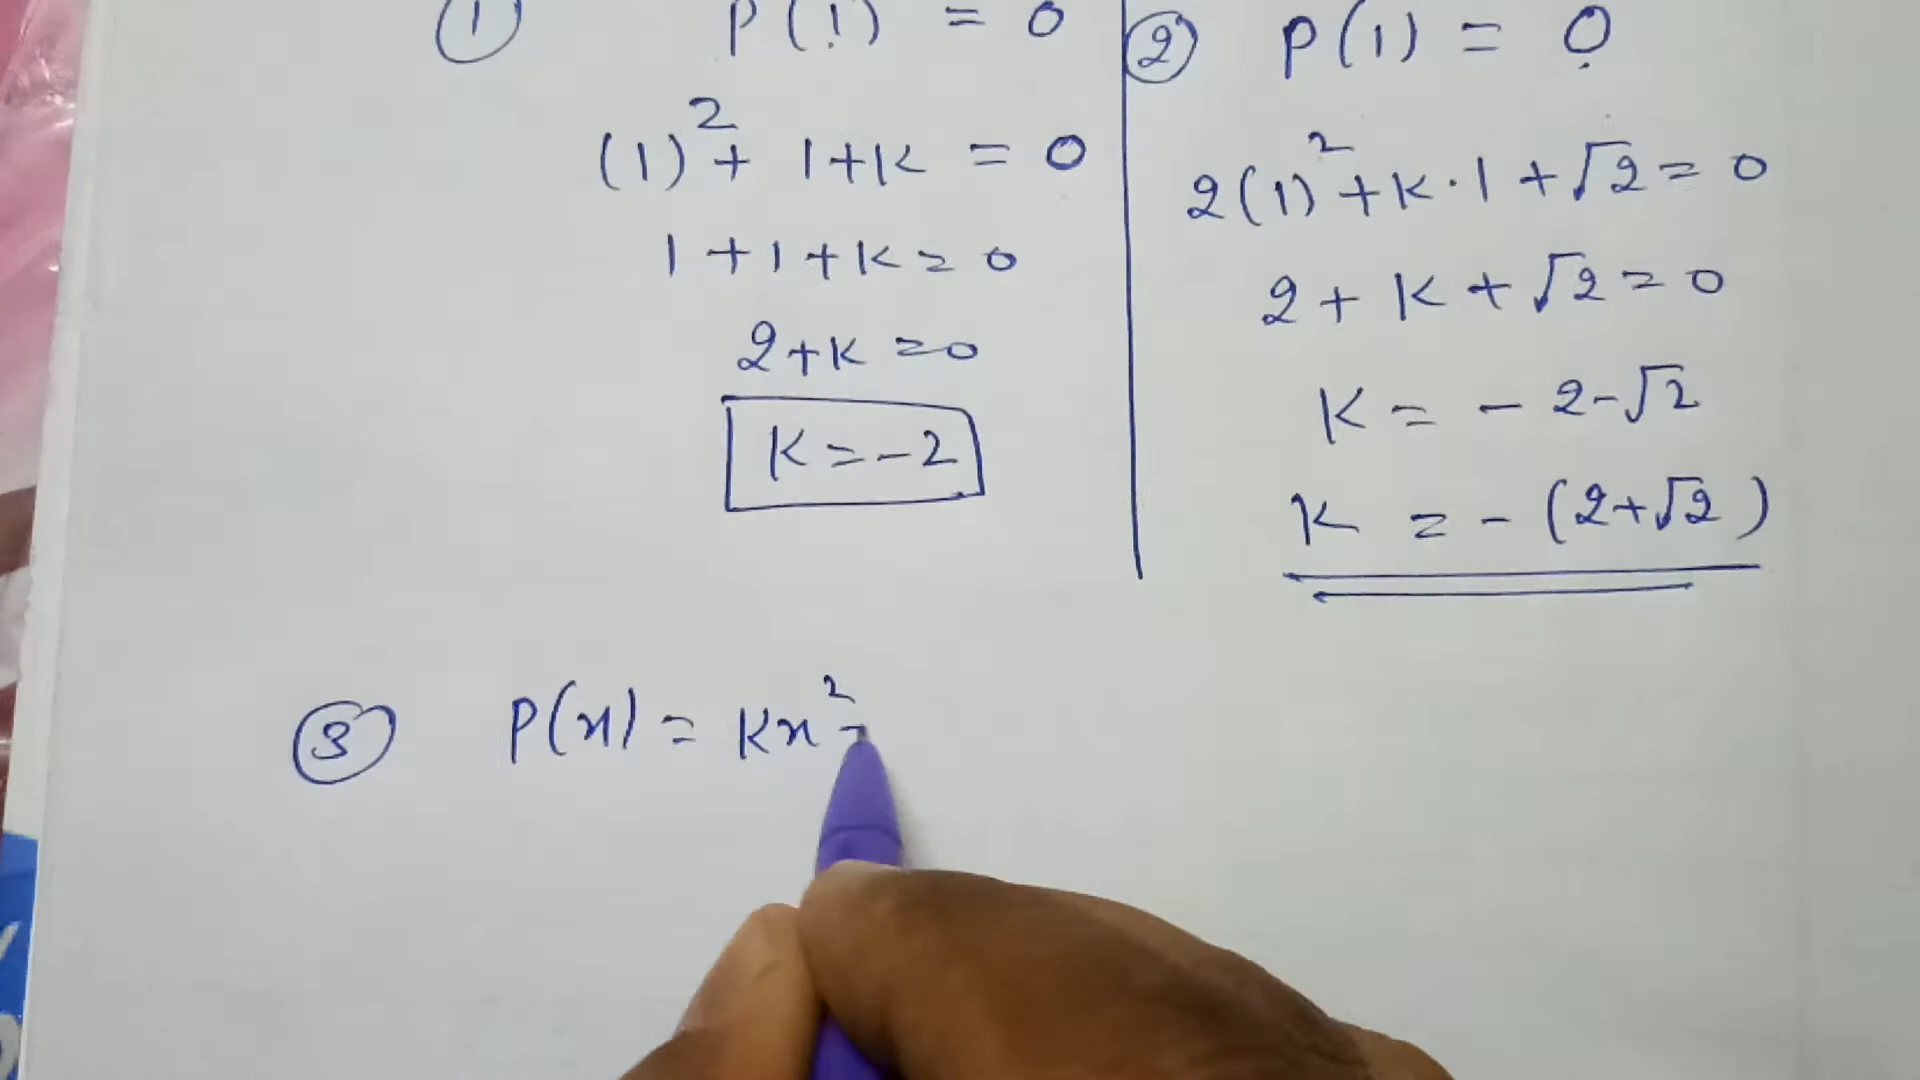 ① P(1) = 0
(1)² + 1+K = 0
1+1+K=0
2+K=0
K=-2
② P(1) = 0
2(1)²+K·1+√2=0
2+K+√2=0
K=-2-√2
K=-(2+√2)
③ P(x) = Kx² -